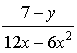 7 − y
12x − 6x²